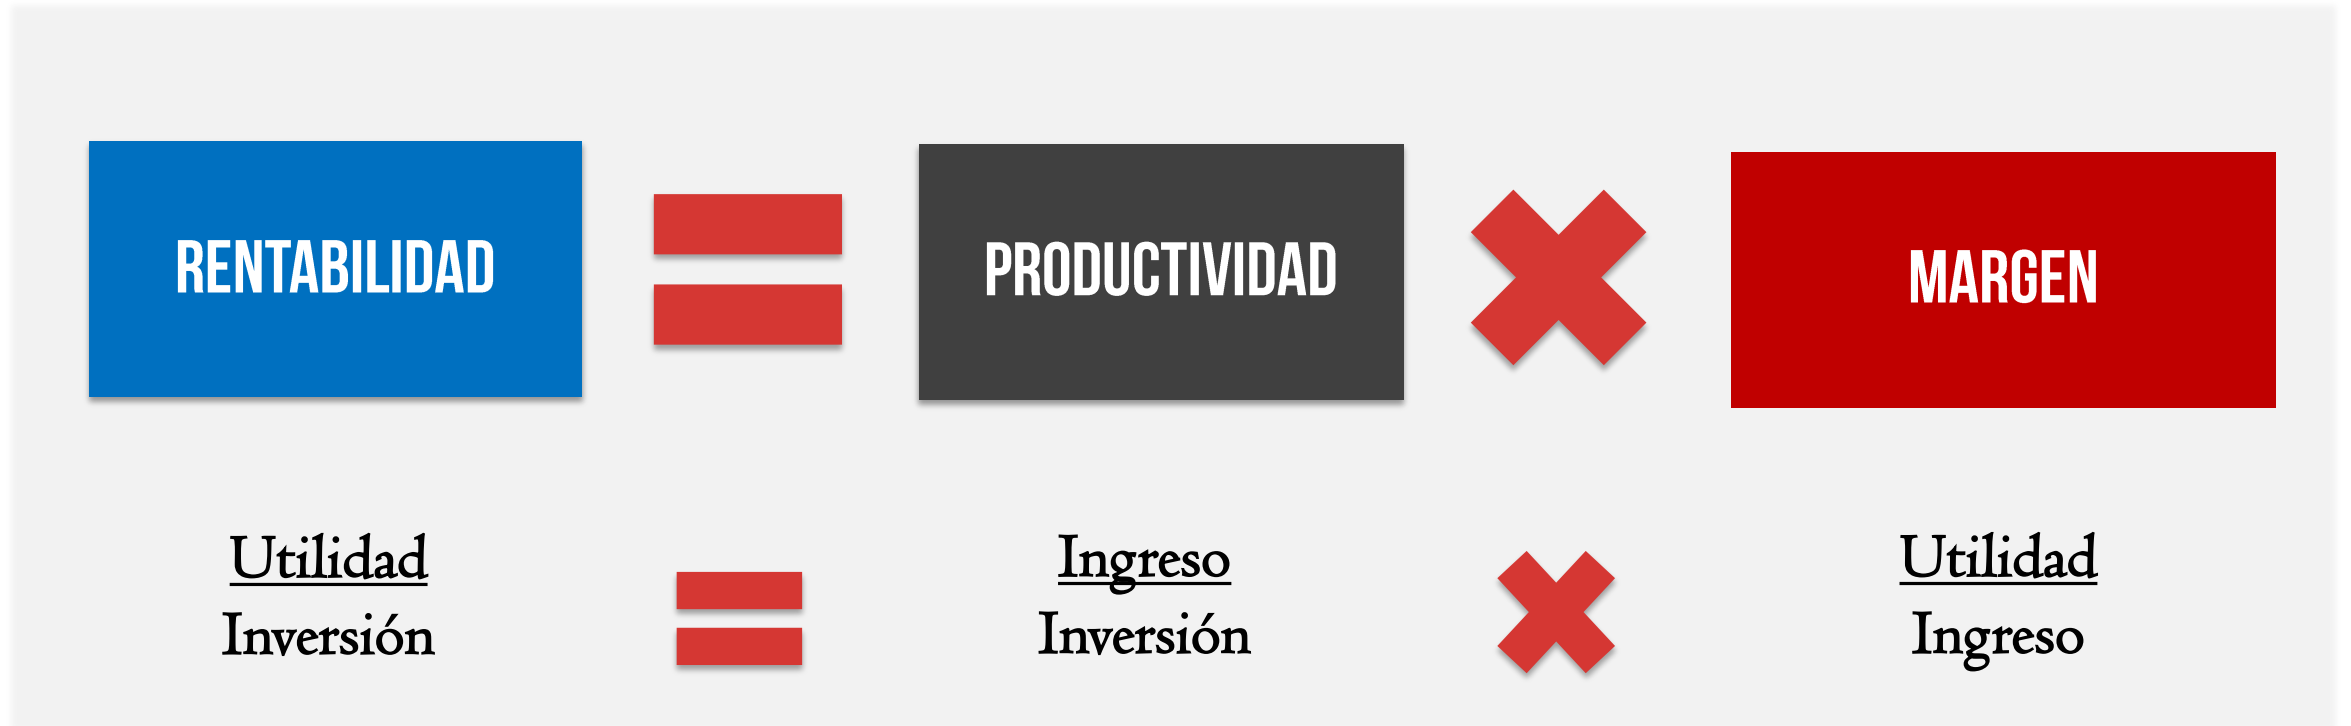 RENTABILIDAD PRODUCTIVIDAD MARGEN
Utilidad Ingreso Utilidad
Inversión Inversión Ingreso